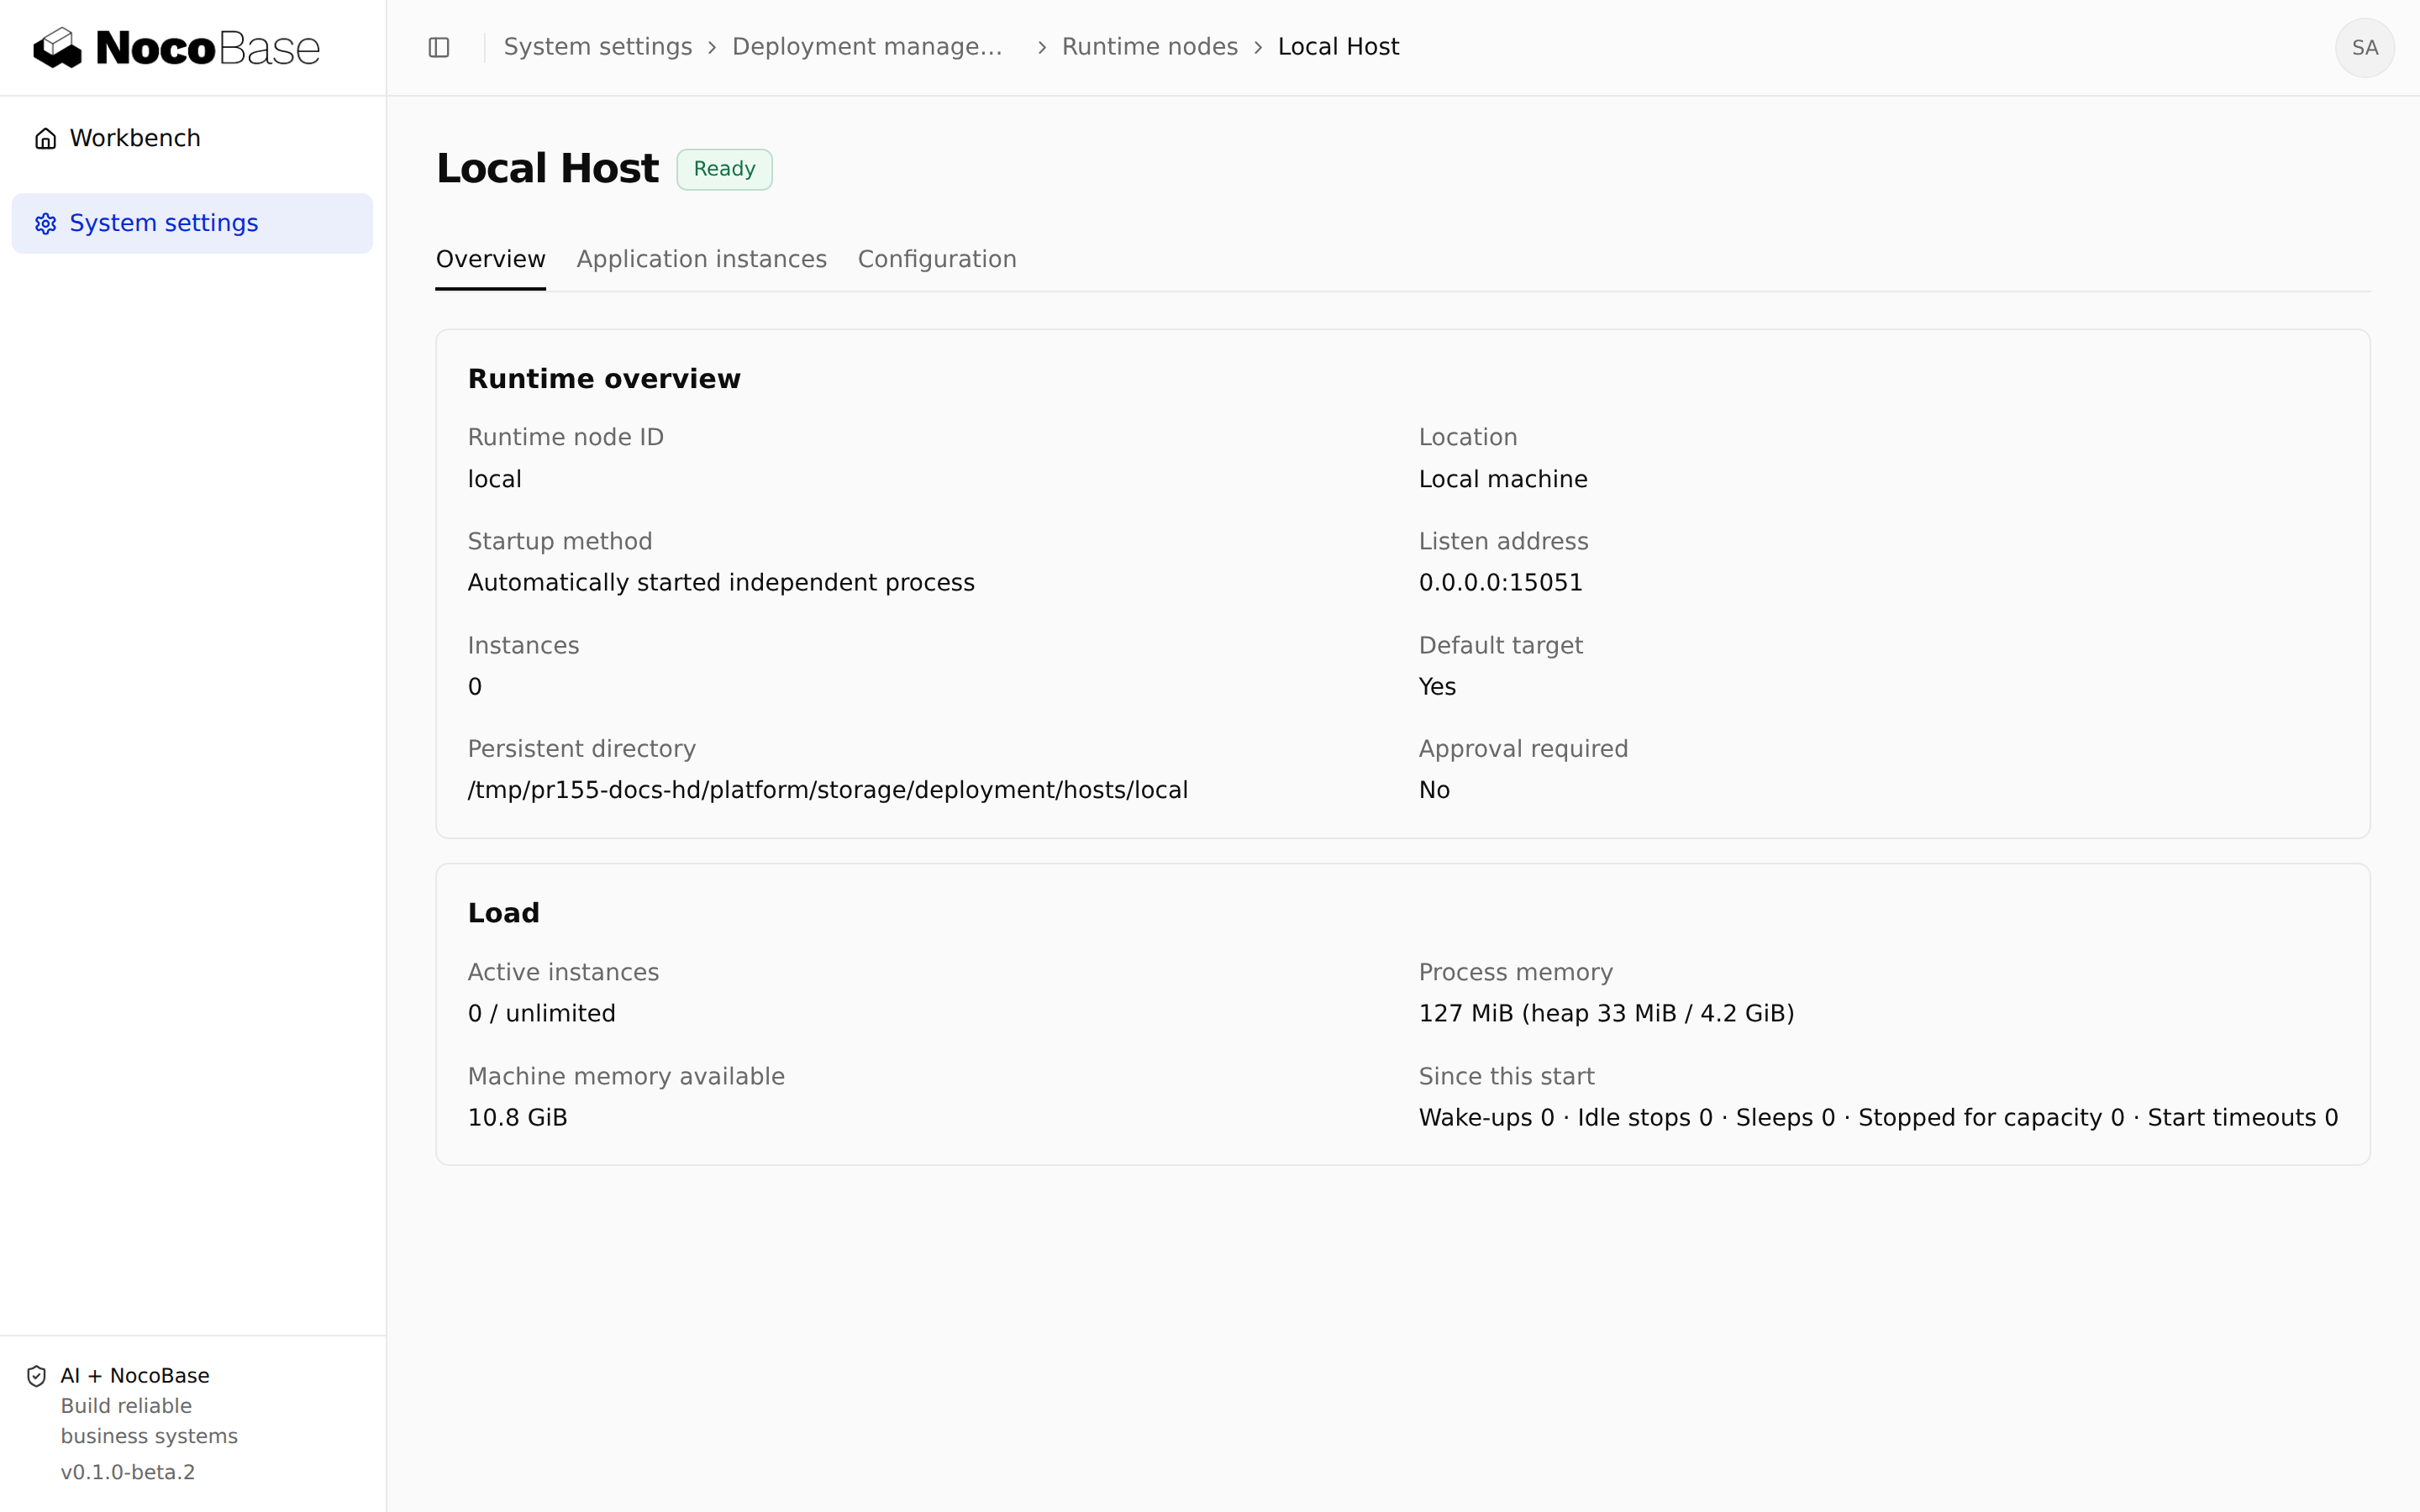 NocoBase
System settings > Deployment manage... > Runtime nodes > Local Host
SA
Workbench
System settings
Local Host
Ready
Overview
Application instances
Configuration
Runtime overview
Runtime node ID
local
Location
Local machine
Startup method
Automatically started independent process
Listen address
0.0.0.0:15051
Instances
0
Default target
Yes
Persistent directory
/tmp/pr155-docs-hd/platform/storage/deployment/hosts/local
Approval required
No
Load
Active instances
0 / unlimited
Process memory
127 MiB (heap 33 MiB / 4.2 GiB)
Machine memory available
10.8 GiB
Since this start
Wake-ups 0 · Idle stops 0 · Sleeps 0 · Stopped for capacity 0 · Start timeouts 0
AI + NocoBase
Build reliable
business systems
v0.1.0-beta.2